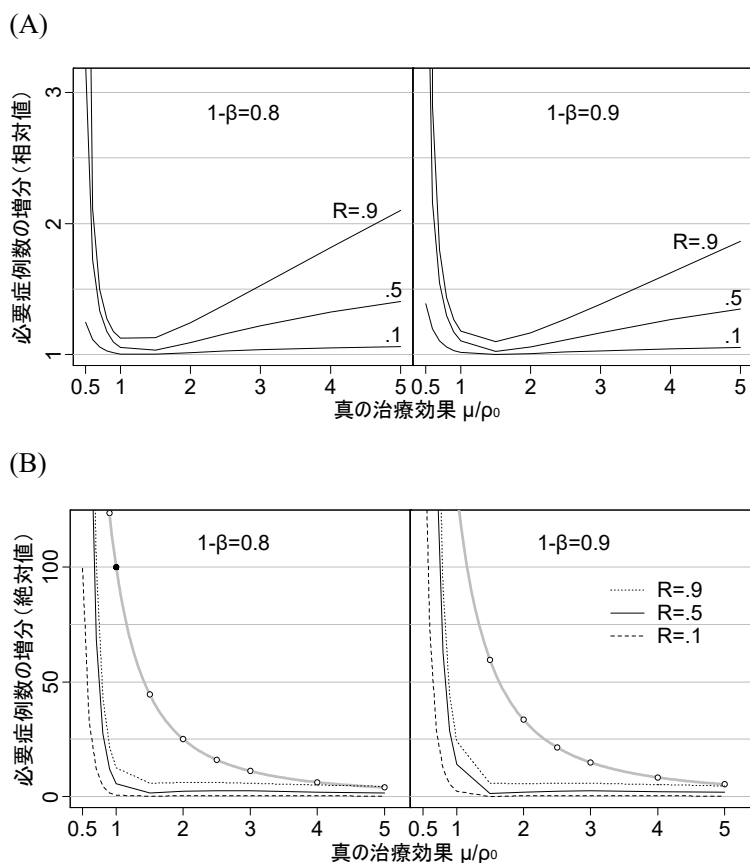 (A)
必要症例数の増分(相対値)
3
2
1
1-β=0.8
R=.9
.5
.1
1-β=0.9
R=.9
.5
.1
0.5 1 2 3 4 5
0.5 1 2 3 4 5
真の治療効果 μ/ρ0
(B)
必要症例数の増分(絶対値)
100
50
0
1-β=0.8
1-β=0.9
R=.9
R=.5
R=.1
0.5 1 2 3 4 5
0.5 1 2 3 4 5
真の治療効果 μ/ρ0